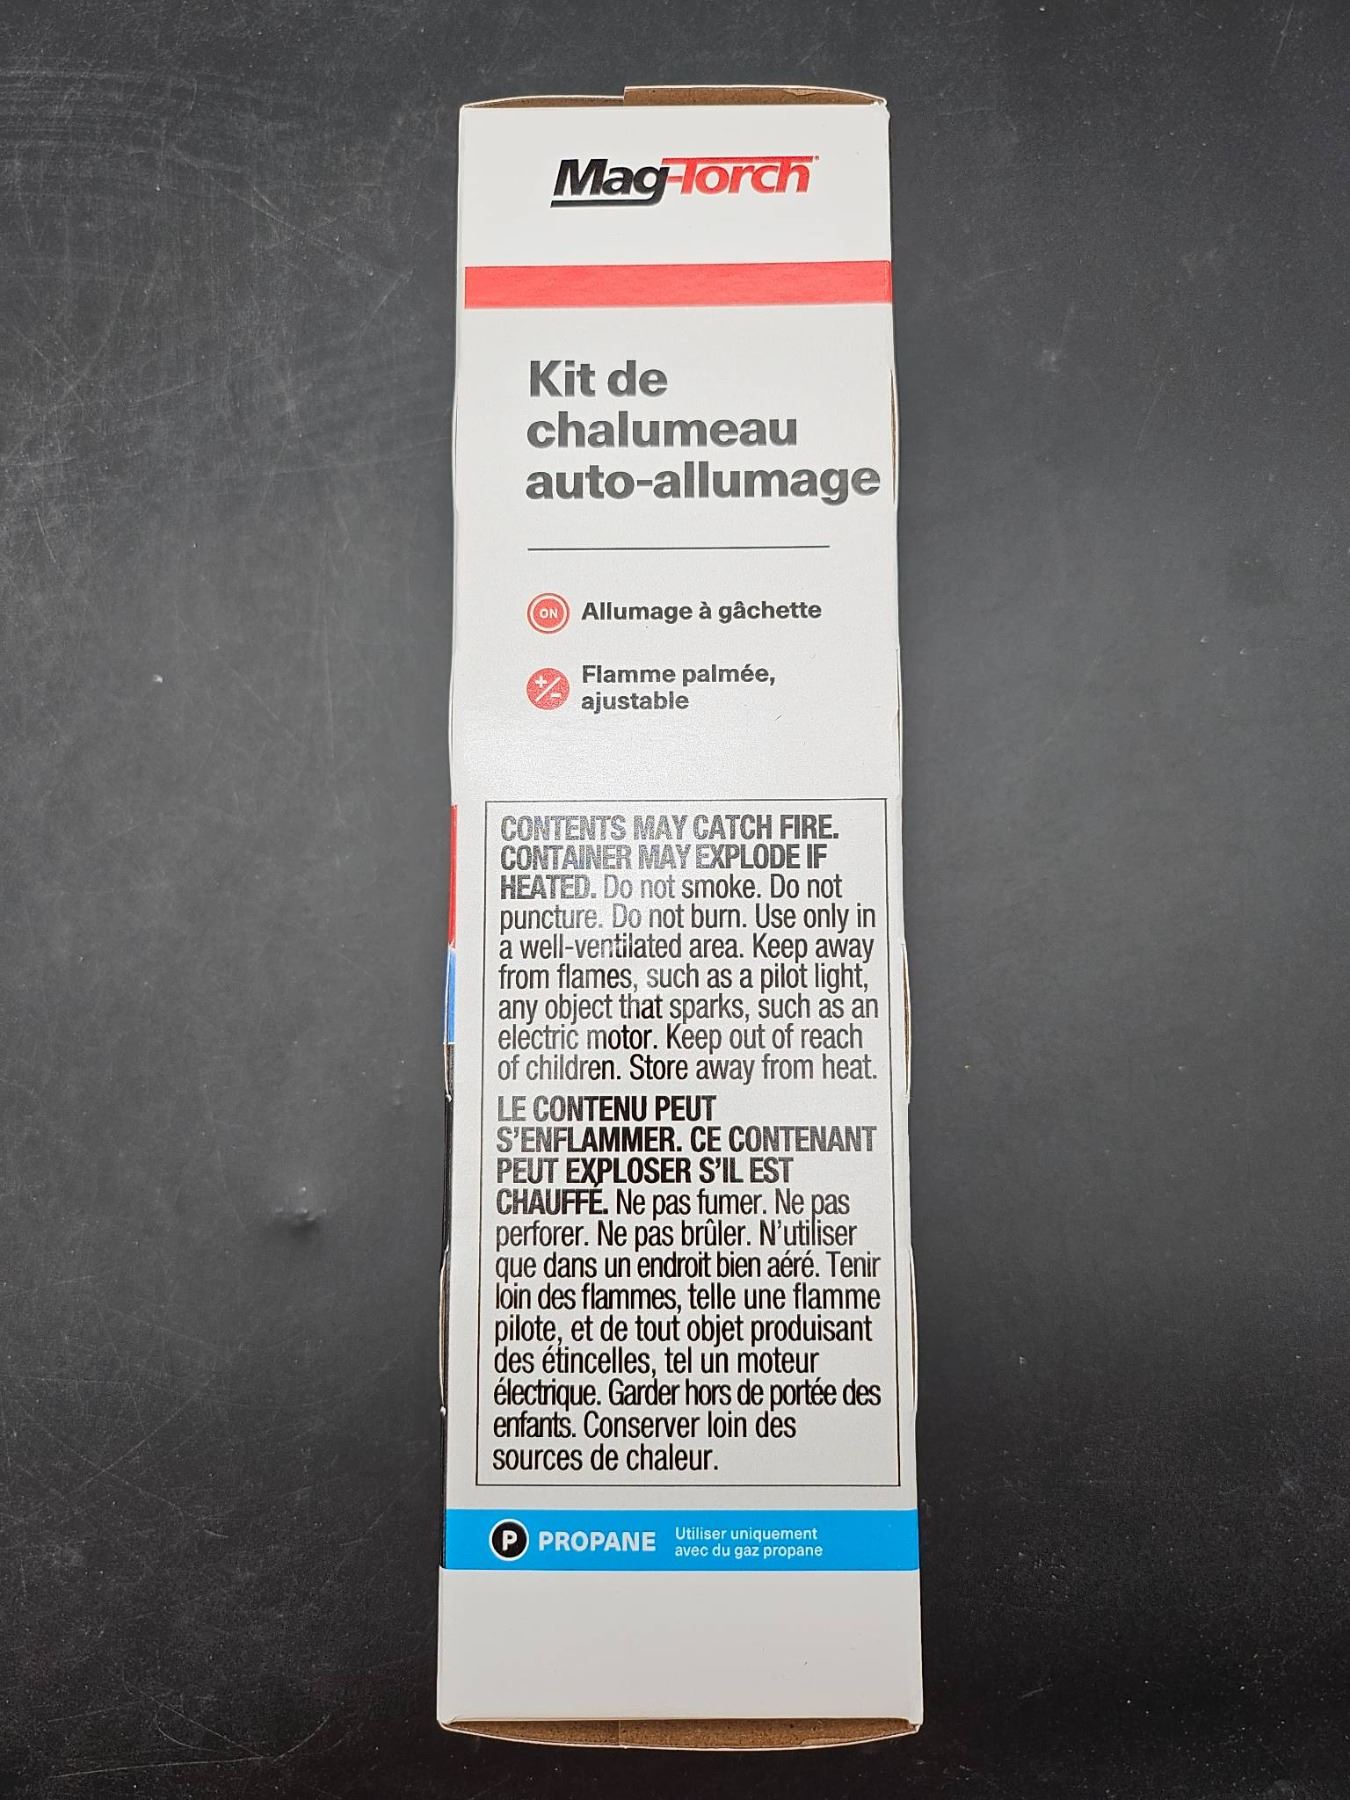 Mag-Torch
Kit de
chalumeau
auto-allumage
ON Allumage à gâchette
Flamme palmée,
ajustable
CONTENTS MAY CATCH FIRE.
CONTAINER MAY EXPLODE IF
HEATED. Do not smoke. Do not
puncture. Do not burn. Use only in
a well-ventilated area. Keep away
from flames, such as a pilot light,
any object that sparks, such as an
electric motor. Keep out of reach
of children. Store away from heat.
LE CONTENU PEUT
S'ENFLAMMER. CE CONTENANT
PEUT EXPLOSER S'IL EST
CHAUFFÉ. Ne pas fumer. Ne pas
perforer. Ne pas brûler. N'utiliser
que dans un endroit bien aéré. Tenir
loin des flammes, telle une flamme
pilote, et de tout objet produisant
des étincelles, tel un moteur
électrique. Garder hors de portée des
enfants. Conserver loin des
sources de chaleur.
P PROPANE
Utiliser uniquement
avec du gaz propane